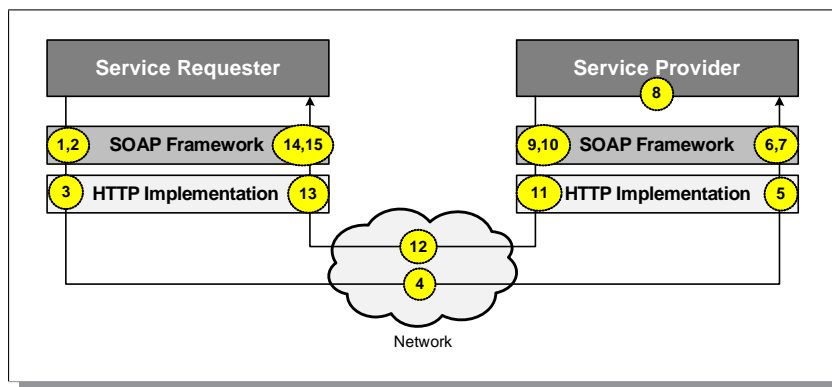 Service Requester
Service Provider
8
1,2
SOAP Framework
14,15
9,10
SOAP Framework
6,7
3
HTTP Implementation
13
11
HTTP Implementation
5
12
4
Network